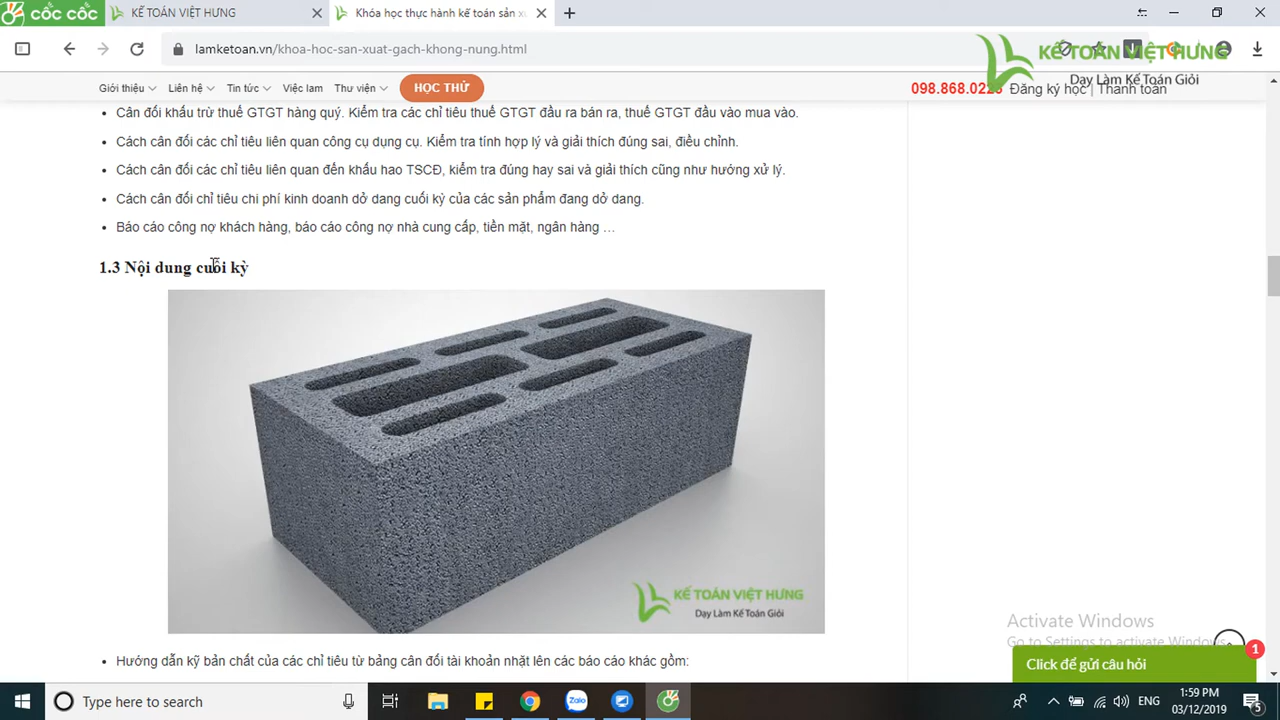 CỐC CỐC
KẾ TOÁN VIỆT HƯNG
Khóa học thực hành kế toán sản x
lamketoan.vn/khoa-hoc-san-xuat-gach-khong-nung.html
KẾ TOÁN VIỆT HƯNG
Dạy Làm Kế Toán Giỏi
Giới thiệu
Liên hệ
Tin tức
Việc làm
Thư viện
HỌC THỬ
098.868.022
Đăng ký học | Thanh toán
Cân đối khấu trừ thuế GTGT hàng quý. Kiểm tra các chỉ tiêu thuế GTGT đầu ra bán ra, thuế GTGT đầu vào mua vào.
Cách cân đối các chỉ tiêu liên quan công cụ dụng cụ. Kiểm tra tính hợp lý và giải thích đúng sai, điều chỉnh.
Cách cân đối các chỉ tiêu liên quan đến khấu hao TSCĐ, kiểm tra đúng hay sai và giải thích cũng như hướng xử lý.
Cách cân đối chỉ tiêu chi phí kinh doanh dở dang cuối kỳ của các sản phẩm đang dở dang.
Báo cáo công nợ khách hàng, báo cáo công nợ nhà cung cấp, tiền mặt, ngân hàng …
1.3 Nội dung cuối kỳ
KẾ TOÁN VIỆT HƯNG
Dạy Làm Kế Toán Giỏi
Hướng dẫn kỹ bản chất của các chỉ tiêu từ bảng cân đối tài khoản nhặt lên các báo cáo khác gồm:
Activate Windows
Go to Settings to activate Windows.
1
Click để gửi câu hỏi
Type here to search
Zalo
ENG
1:59 PM
03/12/2019
5